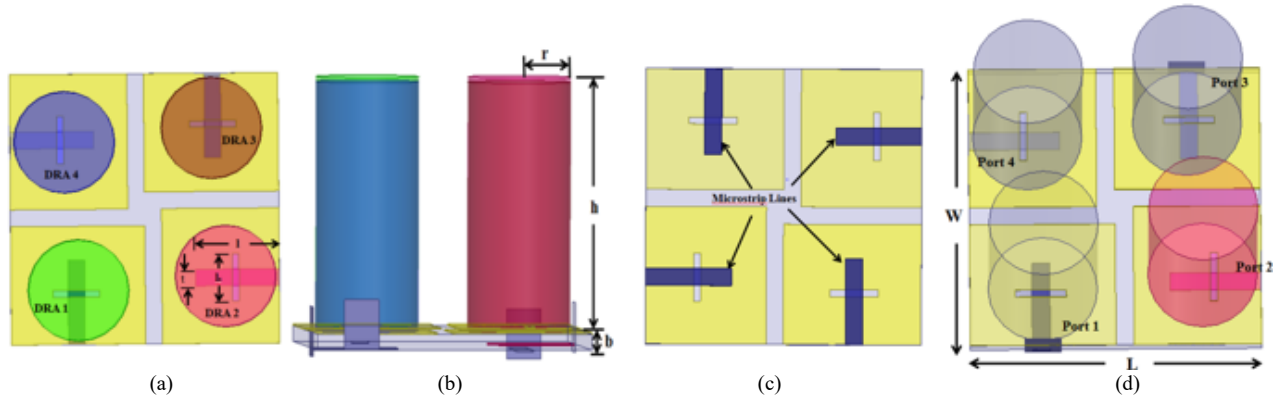 DRA 4
DRA 3
l
DRA 1
DRA 2
(a)
r
h
b
(b)
Microstrip Lines
(c)
Port 3
Port 4
W
Port 2
Port 1
L
(d)